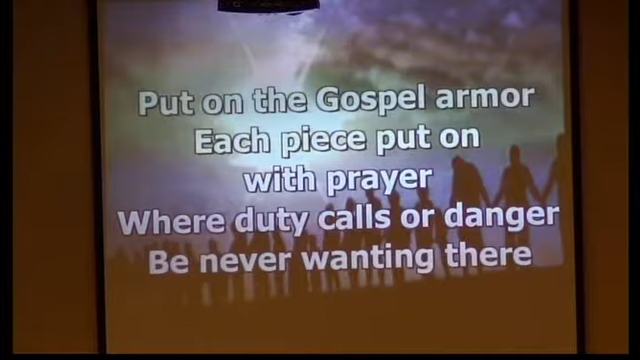 Put on the Gospel armor
Each piece put on
with prayer
Where duty calls or danger
Be never wanting there